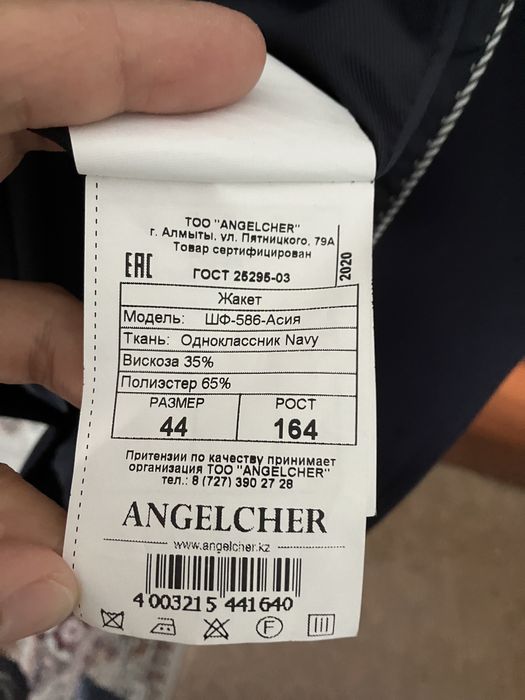 ТОО "ANGELCHER"
г. Алмыты, ул. Пятницкого, 79А
Товар сертифицирован
2020
EAC
ГОСТ 25295-03
Жакет
Модель: ШФ-586-Асия
Ткань: Одноклассник Navy
Вискоза 35%
Полиэстер 65%
РАЗМЕР РОСТ
44 164
Притензии по качеству принимает
организация ТОО "ANGELCHER"
тел.: 8 (727) 390 27 28
ANGELCHER
www.angelcher.kz
4 003215 441640
F